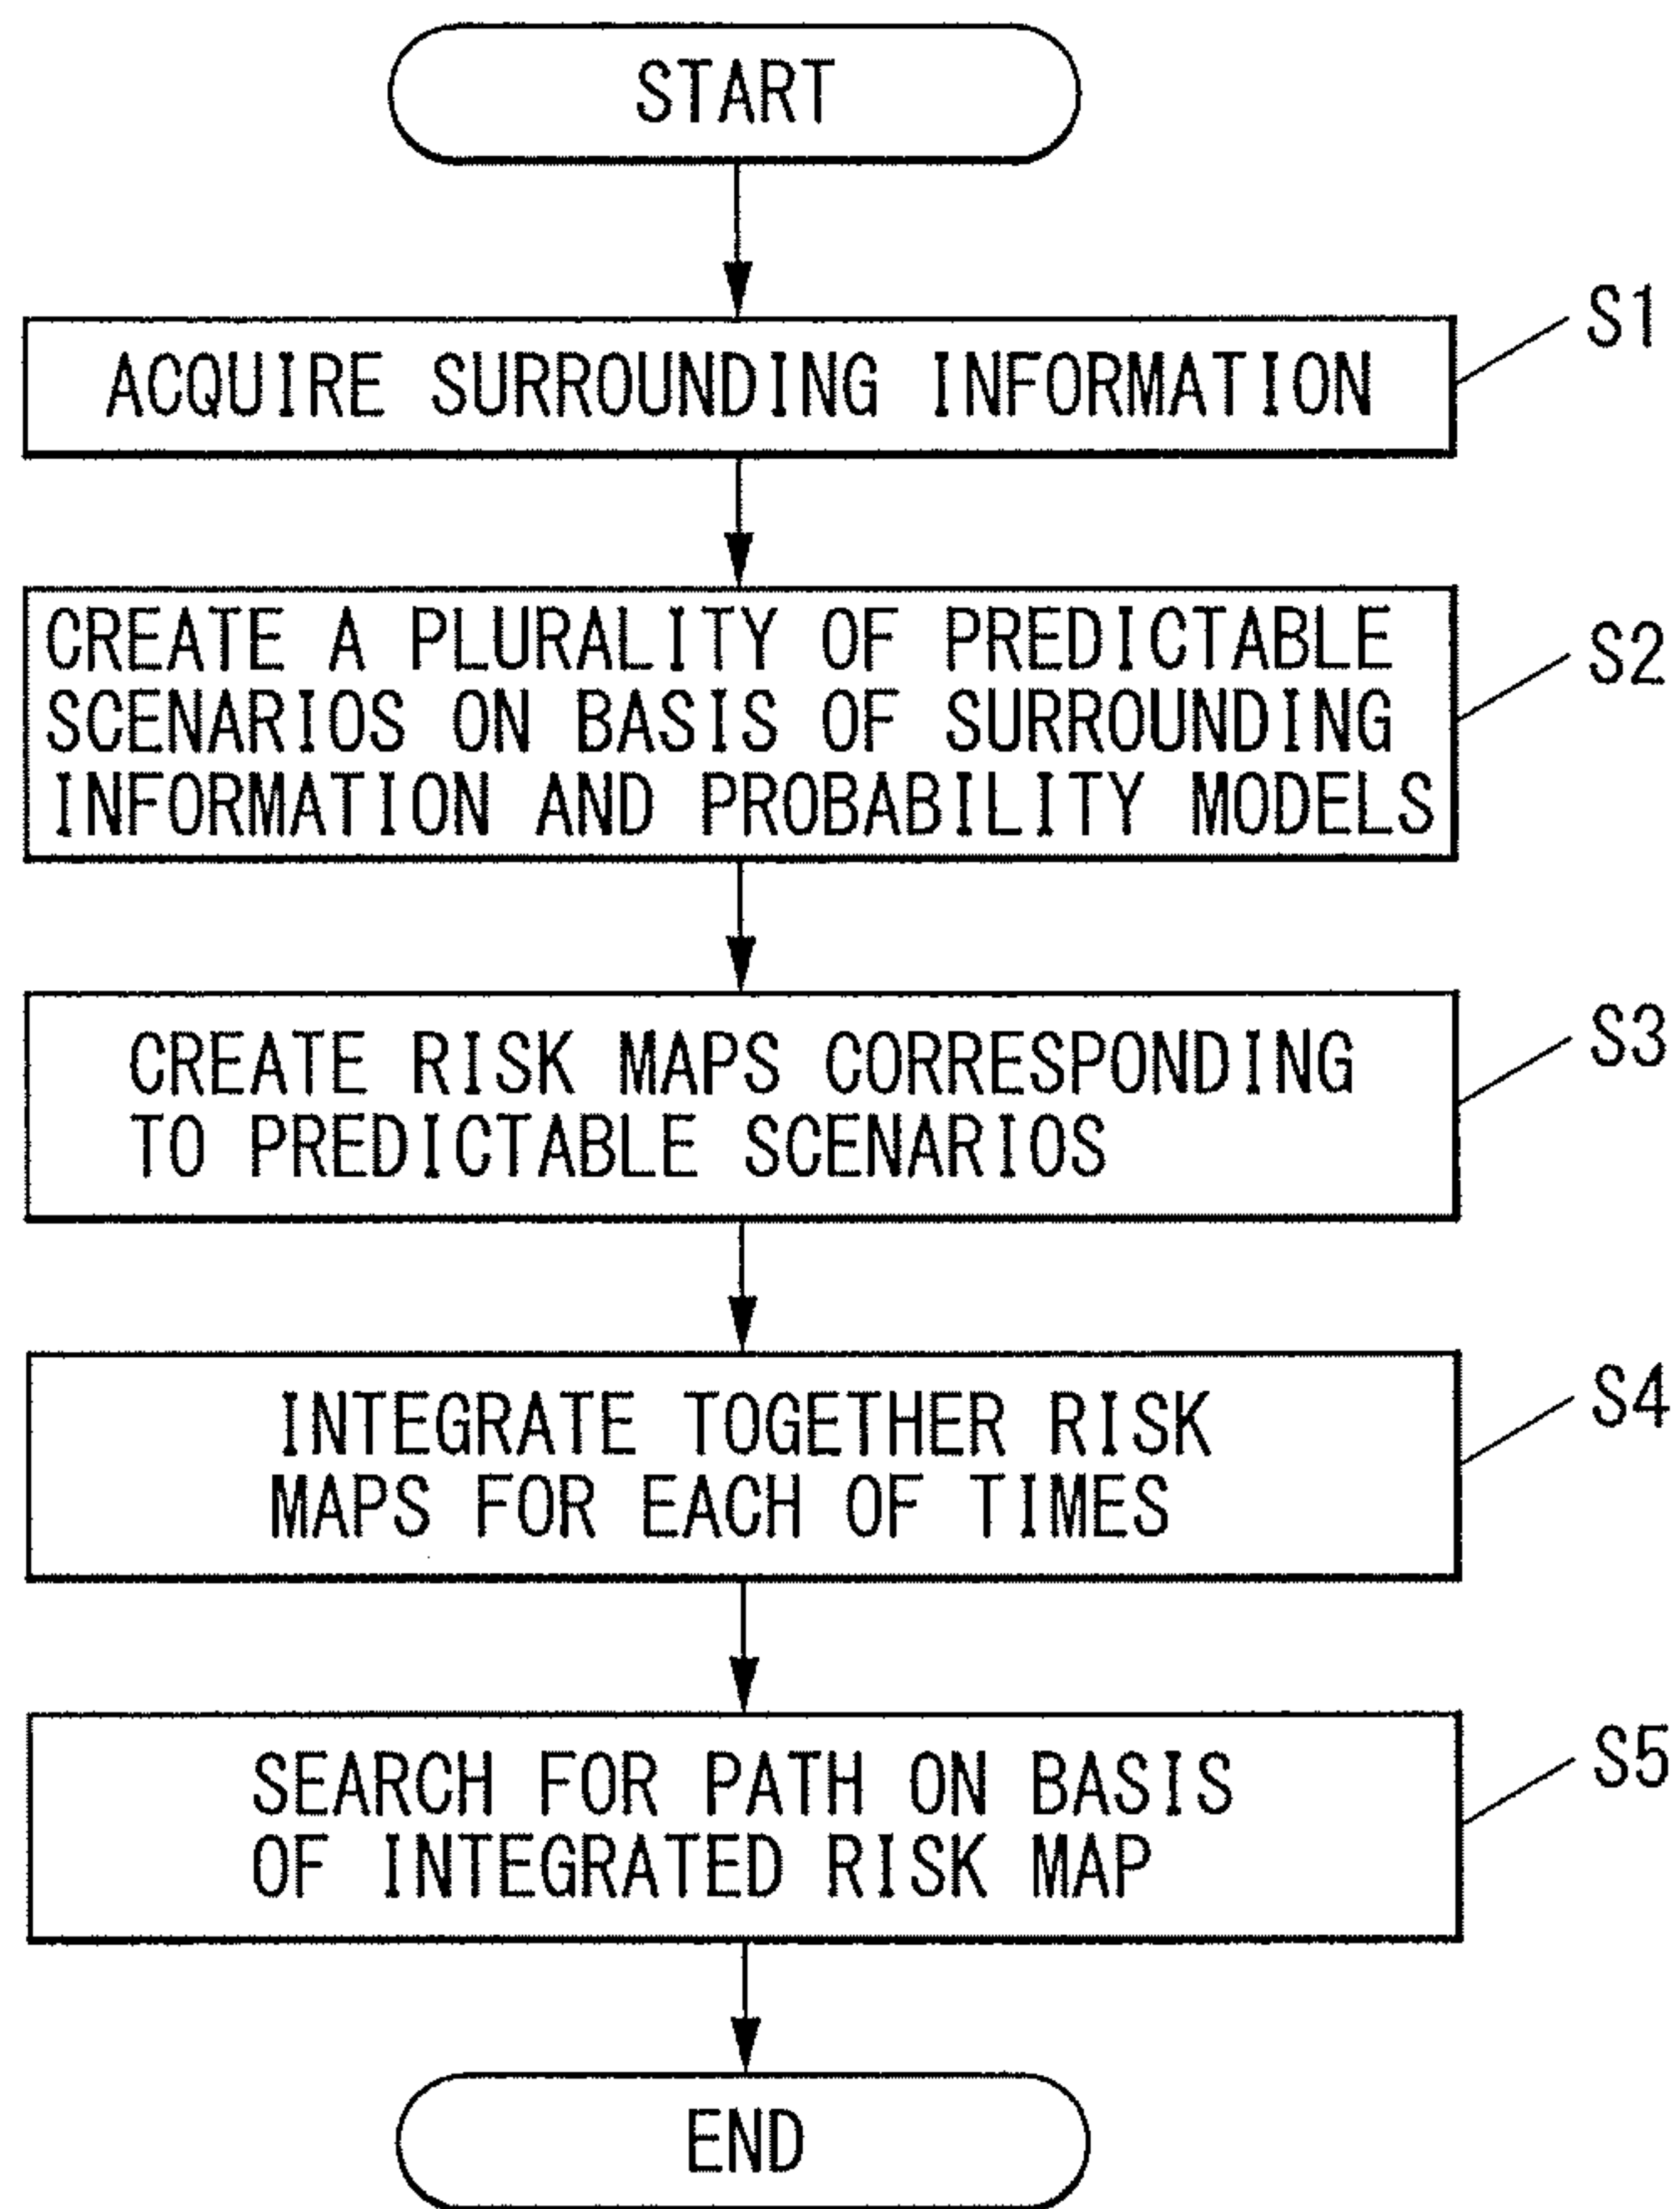 START
S1
ACQUIRE SURROUNDING INFORMATION
S2
CREATE A PLURALITY OF PREDICTABLE
SCENARIOS ON BASIS OF SURROUNDING
INFORMATION AND PROBABILITY MODELS
S3
CREATE RISK MAPS CORRESPONDING
TO PREDICTABLE SCENARIOS
S4
INTEGRATE TOGETHER RISK
MAPS FOR EACH OF TIMES
S5
SEARCH FOR PATH ON BASIS
OF INTEGRATED RISK MAP
END